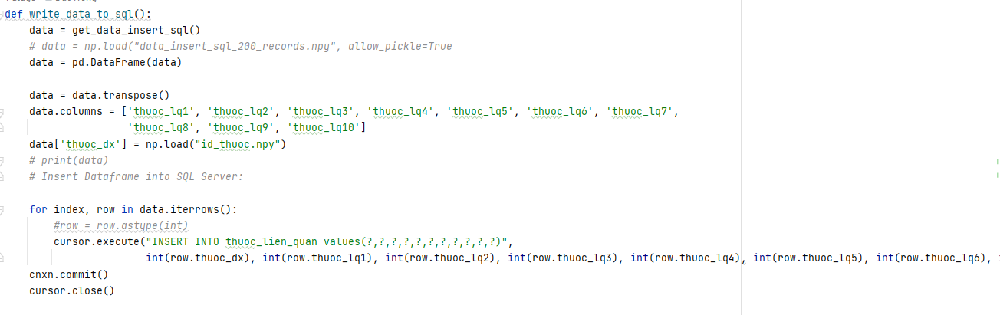 def write_data_to_sql():
    data = get_data_insert_sql()
    # data = np.load("data_insert_sql_200_records.npy", allow_pickle=True
    data = pd.DataFrame(data)
    data = data.transpose()
    data.columns = ['thuoc_lq1', 'thuoc_lq2', 'thuoc_lq3', 'thuoc_lq4', 'thuoc_lq5', 'thuoc_lq6', 'thuoc_lq7',
                    'thuoc_lq8', 'thuoc_lq9', 'thuoc_lq10']
    data['thuoc_dx'] = np.load("id_thuoc.npy")
    # print(data)
    # Insert Dataframe into SQL Server:
    for index, row in data.iterrows():
        #row = row.astype(int)
        cursor.execute("INSERT INTO thuoc_lien_quan values(?,?,?,?,?,?,?,?,?,?,?)",
                       int(row.thuoc_dx), int(row.thuoc_lq1), int(row.thuoc_lq2), int(row.thuoc_lq3), int(row.thuoc_lq4), int(row.thuoc_lq5), int(row.thuoc_lq6),
    cnxn.commit()
    cursor.close()